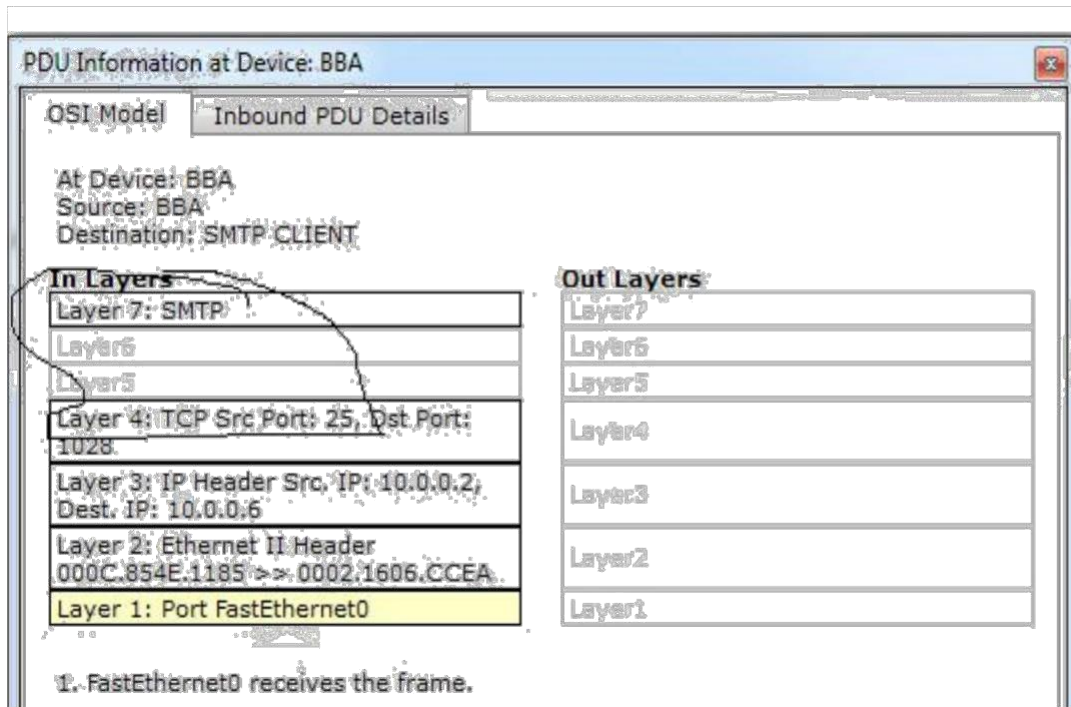 PDU Information at Device: BBA
OSI Model
Inbound PDU Details
At Device: BBA
Source: BBA
Destination: SMTP CLIENT
In Layers
Layer 7: SMTP
Layer6
Layer5
Layer 4: TCP Src Port: 25, Dst Port:
1028
Layer 3: IP Header Src. IP: 10.0.0.2,
Dest. IP: 10.0.0.6
Layer 2: Ethernet II Header
000C.854E.1185 >> 0002.1606.CCEA
Layer 1: Port FastEthernet0
Out Layers
Layer7
Layer6
Layer5
Layer4
Layer3
Layer2
Layer1
1. FastEthernet0 receives the frame.